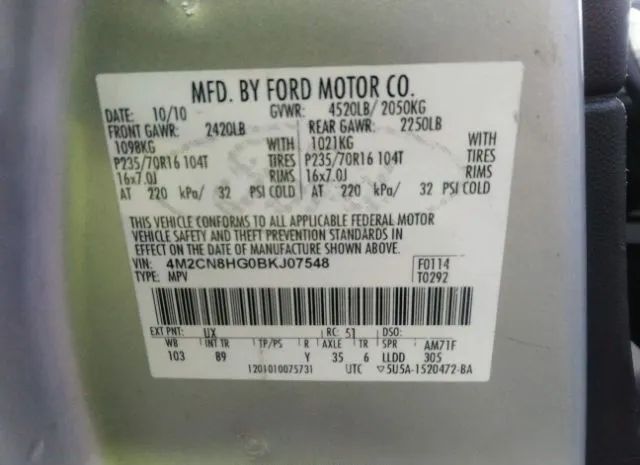 MFD. BY FORD MOTOR CO.
DATE: 10/10 GVWR: 4520LB/ 2050KG
FRONT GAWR: 2420LB REAR GAWR: 2250LB
1098KG WITH 1021KG WITH
P235/70R16 104T TIRES P235/70R16 104T TIRES
16x7.0J RIMS 16x7.0J RIMS
AT 220 kPa/ 32 PSI COLD AT 220 kPa/ 32 PSI COLD
THIS VEHICLE CONFORMS TO ALL APPLICABLE FEDERAL MOTOR
VEHICLE SAFETY AND THEFT PREVENTION STANDARDS IN
EFFECT ON THE DATE OF MANUFACTURE SHOWN ABOVE.
VIN: 4M2CN8HG0BKJ07548 F0114
TYPE: MPV T0292
EXT PNT: UX RC: 51 DSO:
WB INT TR TP/PS R AXLE TR SPR AM71F
103 89 Y 35 6 LLDD 305
1201010075731 UTC ▽5U5A-1520472-BA